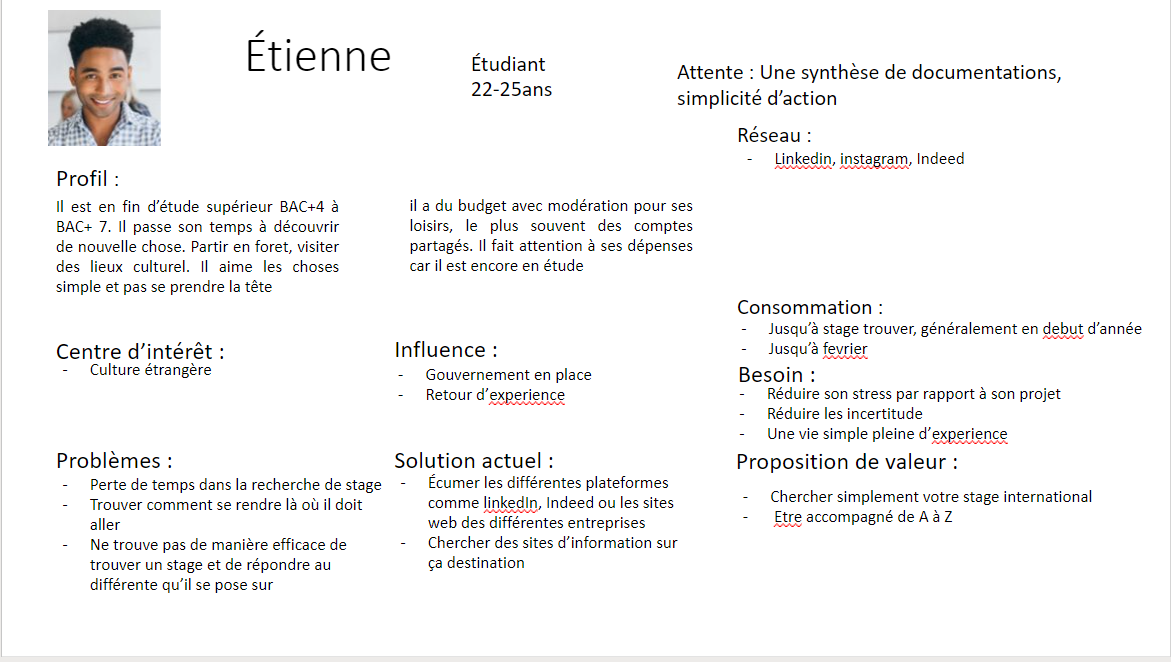 Étienne
Étudiant
22-25ans
Attente : Une synthèse de documentations,
simplicité d’action
Réseau :
- Linkedin, instagram, Indeed
Profil :
Il est en fin d’étude supérieur BAC+4 à
BAC+ 7. Il passe son temps à découvrir
de nouvelle chose. Partir en foret, visiter
des lieux culturel. Il aime les choses
simple et pas se prendre la tête
il a du budget avec modération pour ses
loisirs, le plus souvent des comptes
partagés. Il fait attention à ses dépenses
car il est encore en étude
Consommation :
- Jusqu’à stage trouver, généralement en debut d’année
- Jusqu’à fevrier
Centre d’intérêt :
- Culture étrangère
Influence :
- Gouvernement en place
- Retour d’experience
Besoin :
- Réduire son stress par rapport à son projet
- Réduire les incertitude
- Une vie simple pleine d’experience
Problèmes :
- Perte de temps dans la recherche de stage
- Trouver comment se rendre là où il doit
aller
- Ne trouve pas de manière efficace de
trouver un stage et de répondre au
différente qu’il se pose sur
Solution actuel :
- Écumer les différentes plateformes
comme linkedIn, Indeed ou les sites
web des différentes entreprises
- Chercher des sites d’information sur
ça destination
Proposition de valeur :
- Chercher simplement votre stage international
- Etre accompagné de A à Z